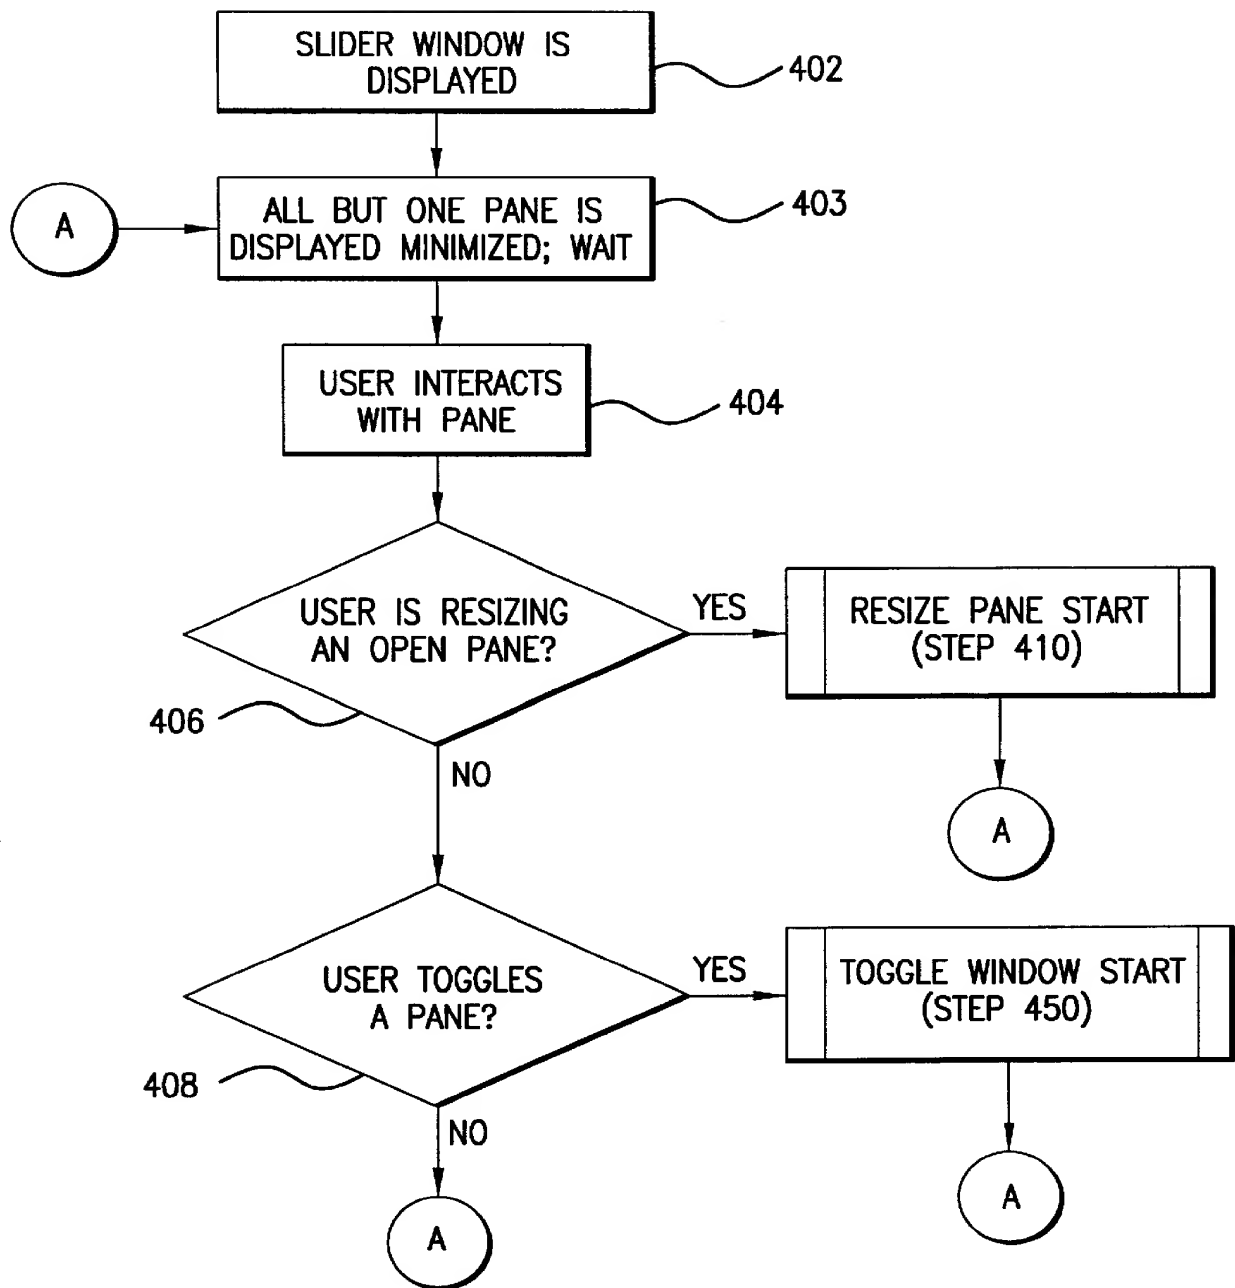 SLIDER WINDOW IS
DISPLAYED
402
A
ALL BUT ONE PANE IS
DISPLAYED MINIMIZED; WAIT
403
USER INTERACTS
WITH PANE
404
USER IS RESIZING
AN OPEN PANE?
406
YES
RESIZE PANE START
(STEP 410)
NO
A
USER TOGGLES
A PANE?
408
YES
TOGGLE WINDOW START
(STEP 450)
NO
A
A